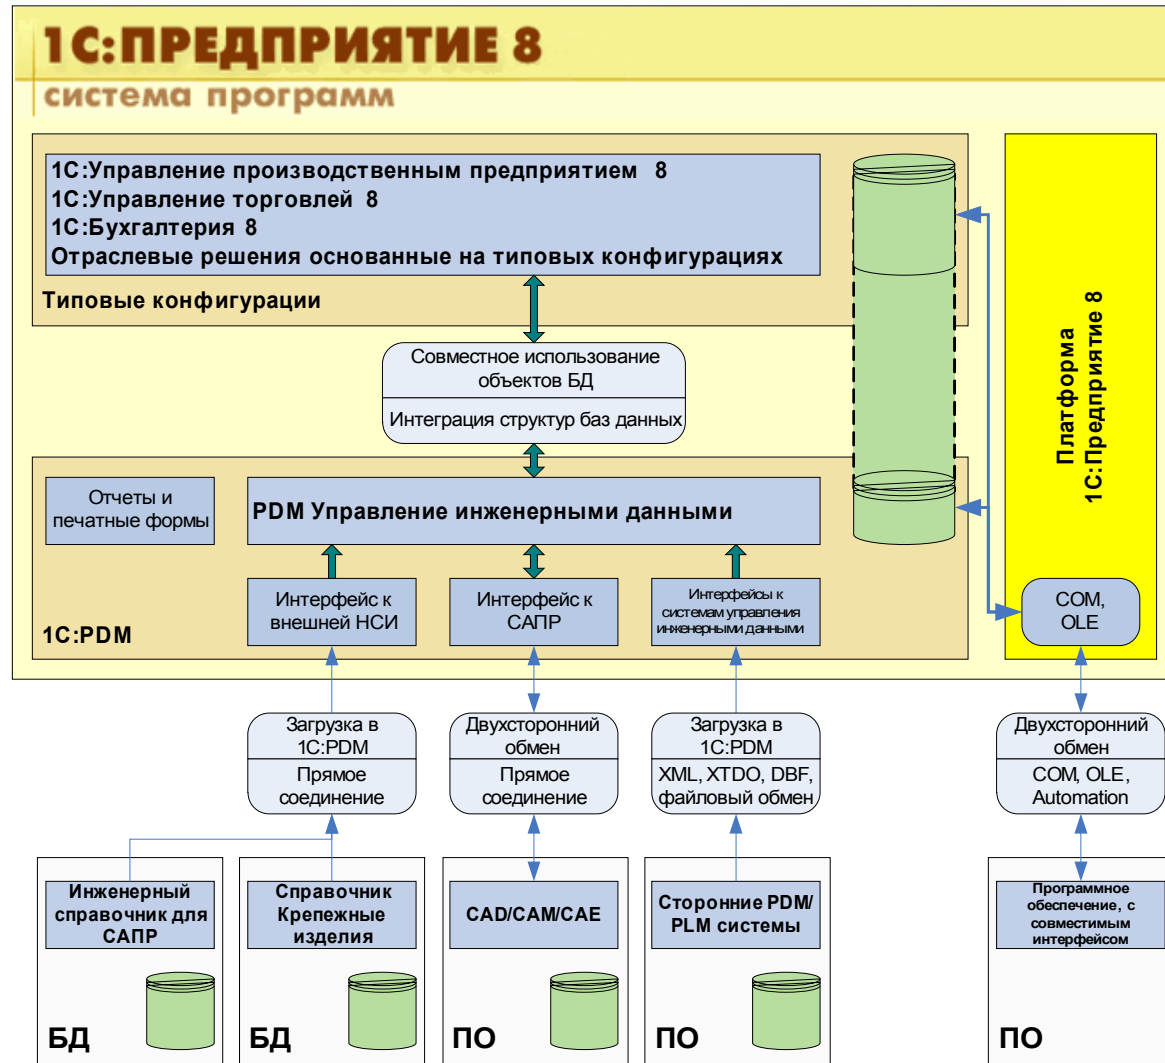 1С:ПРЕДПРИЯТИЕ 8
система программ
1С:Управление производственным предприятием 8
1С:Управление торговлей 8
1С:Бухгалтерия 8
Отраслевые решения основанные на типовых конфигурациях
Типовые конфигурации
Платформа
1С:Предприятие 8
Совместное использование
объектов БД
Интеграция структур баз данных
Отчеты и
печатные формы
PDM Управление инженерными данными
Интерфейс к
внешней НСИ
Интерфейс к
САПР
Интерфейсы к
системам управления
инженерными данными
COM,
OLE
1С:PDM
Загрузка в
1С:PDM
Прямое
соединение
Двухсторонний
обмен
Прямое
соединение
Загрузка в
1С:PDM
XML, XTDO, DBF,
файловый обмен
Двухсторонний
обмен
COM, OLE,
Automation
Инженерный
справочник для
САПР
БД
Справочник
Крепежные
изделия
БД
CAD/CAM/CAE
ПО
Сторонние PDM/
PLM системы
ПО
Программное
обеспечение, с
совместимым
интерфейсом
ПО